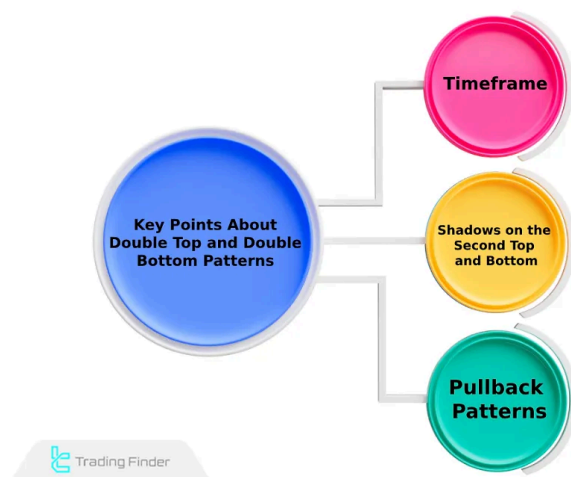 Timeframe
Key Points About
Double Top and Double
Bottom Patterns
Shadows on the
Second Top
and Bottom
Pullback
Patterns
Trading Finder